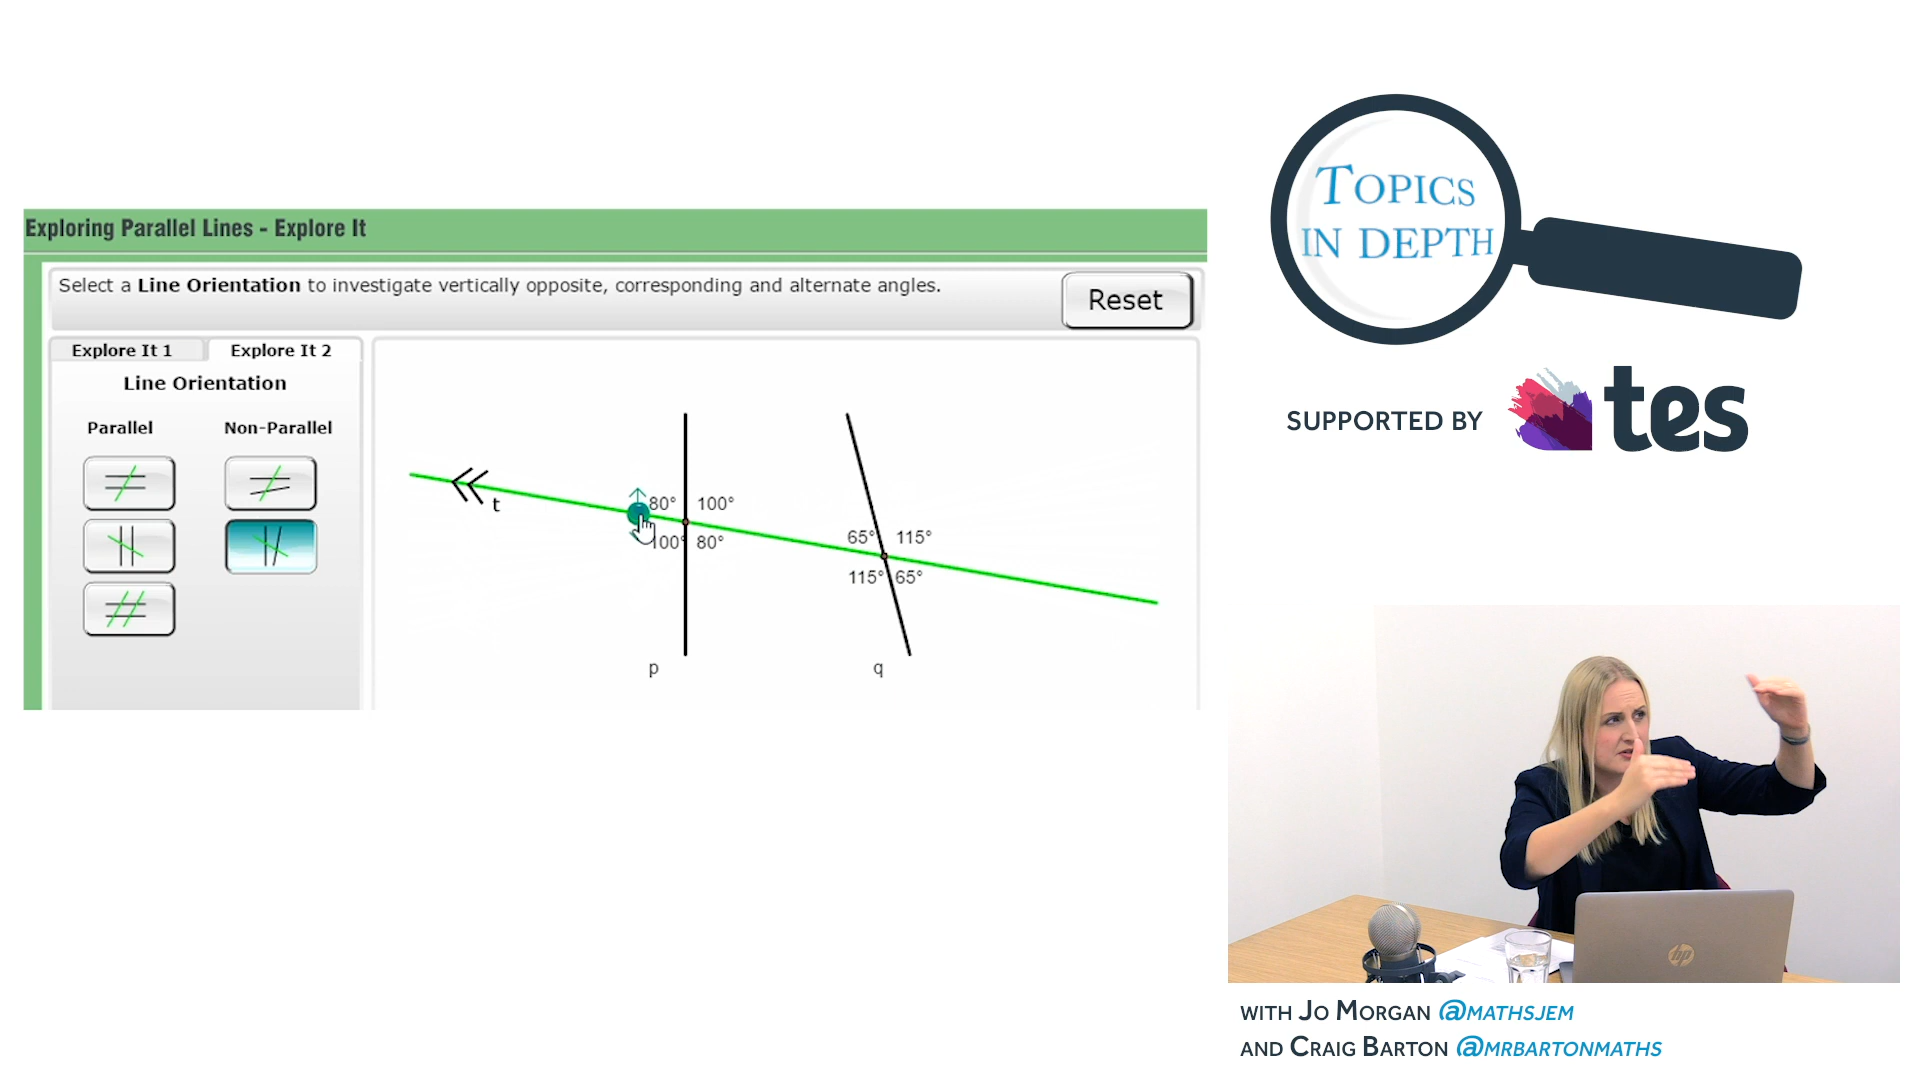 Exploring Parallel Lines - Explore It
Select a Line Orientation to investigate vertically opposite, corresponding and alternate angles.
Reset
Explore It 1
Explore It 2
Line Orientation
Parallel
Non-Parallel
t
80° 100°
100° 80°
65° 115°
115° 65°
p
q
TOPICS
IN DEPTH
SUPPORTED BY
tes
hp
WITH JO MORGAN @MATHSJEM
AND CRAIG BARTON @MRBARTONMATHS